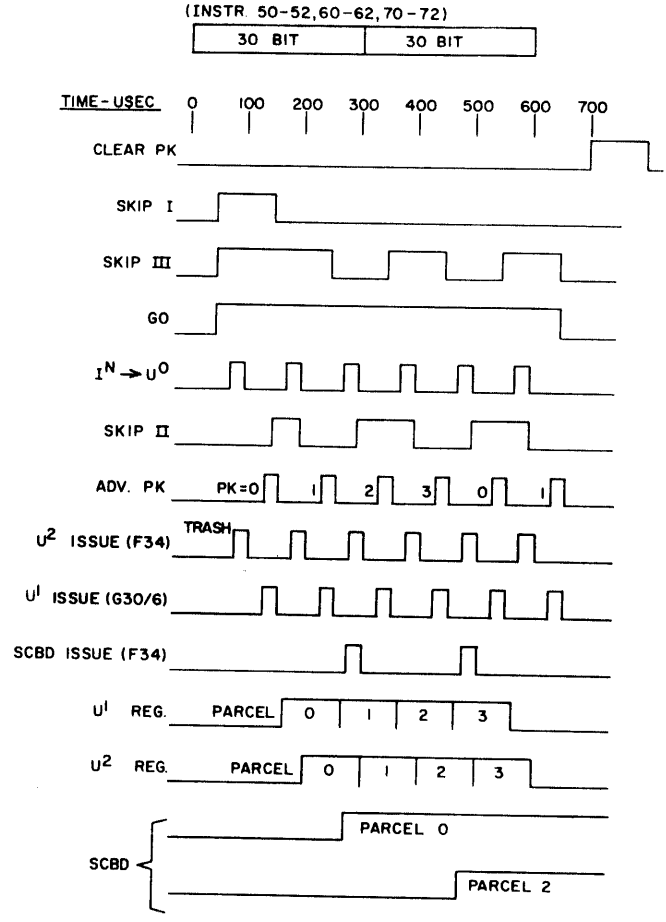 (INSTR. 50-52,60-62,70-72)
30 BIT 30 BIT
TIME-USEC 0 100 200 300 400 500 600 700
CLEAR PK
SKIP I
SKIP III
GO
I^N → U^0
SKIP II
ADV. PK PK=0 1 2 3 0 1
TRASH
U^2 ISSUE (F34)
U^1 ISSUE (G30/6)
SCBD ISSUE (F34)
U^1 REG. PARCEL 0 1 2 3
U^2 REG. PARCEL 0 1 2 3
PARCEL 0
SCBD
PARCEL 2